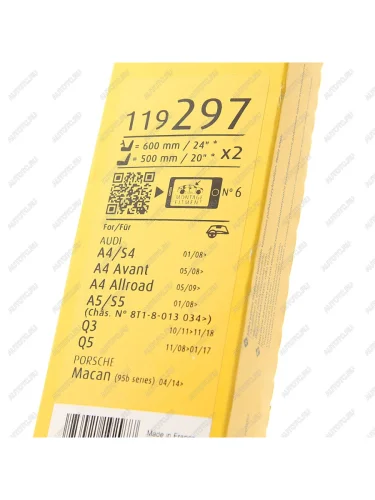 119297
= 600 mm / 24" *
= 500 mm / 20" * x2
MONTAGE
FITMENT
N° 6
For/Für
AUDI
A4/S4 01/08>
A4 Avant 05/08>
A4 Allroad 05/09>
A5/S5 01/08>
(Châs. N° 8T1-8-013 034>)
Q3 10/11>11/18
Q5 11/08>01/17
PORSCHE
Macan (95b series) 04/14>
Made in France